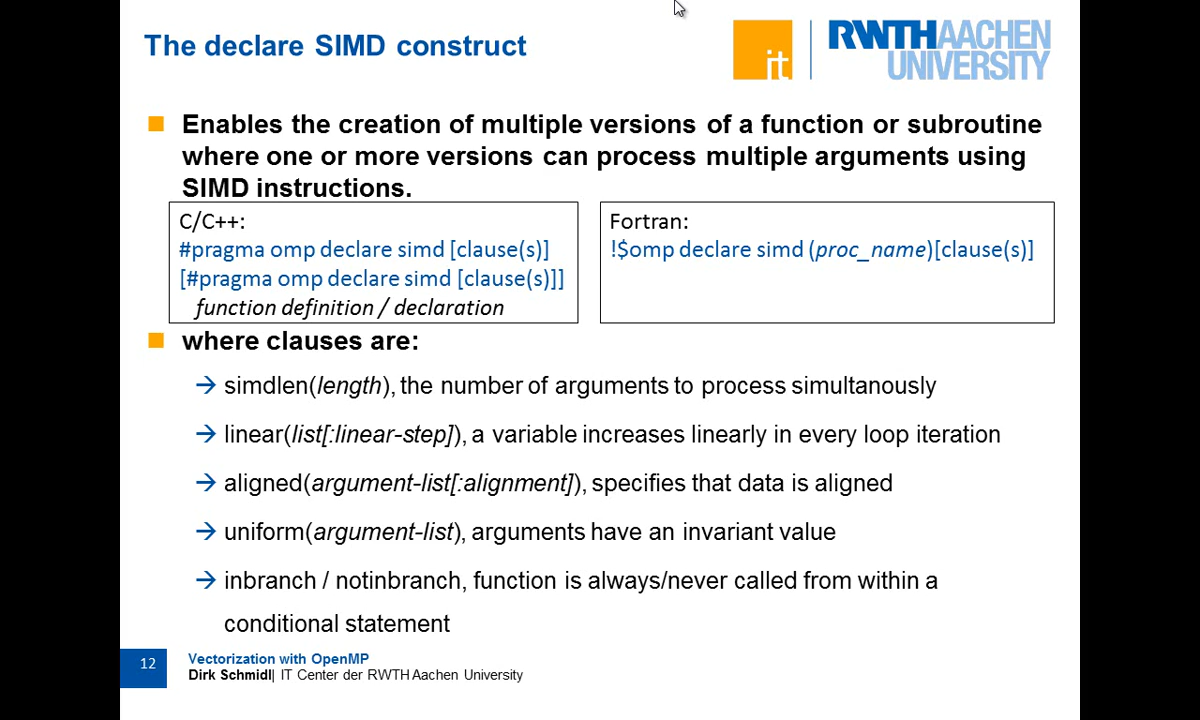 The declare SIMD construct
it
RWTHAACHEN
UNIVERSITY
Enables the creation of multiple versions of a function or subroutine
where one or more versions can process multiple arguments using
SIMD instructions.
C/C++:
#pragma omp declare simd [clause(s)]
[#pragma omp declare simd [clause(s)]]
function definition / declaration
Fortran:
!$omp declare simd (proc_name)[clause(s)]
where clauses are:
→ simdlen(length), the number of arguments to process simultanously
→ linear(list[:linear-step]), a variable increases linearly in every loop iteration
→ aligned(argument-list[:alignment]), specifies that data is aligned
→ uniform(argument-list), arguments have an invariant value
→ inbranch / notinbranch, function is always/never called from within a
conditional statement
12
Vectorization with OpenMP
Dirk Schmidl| IT Center der RWTH Aachen University